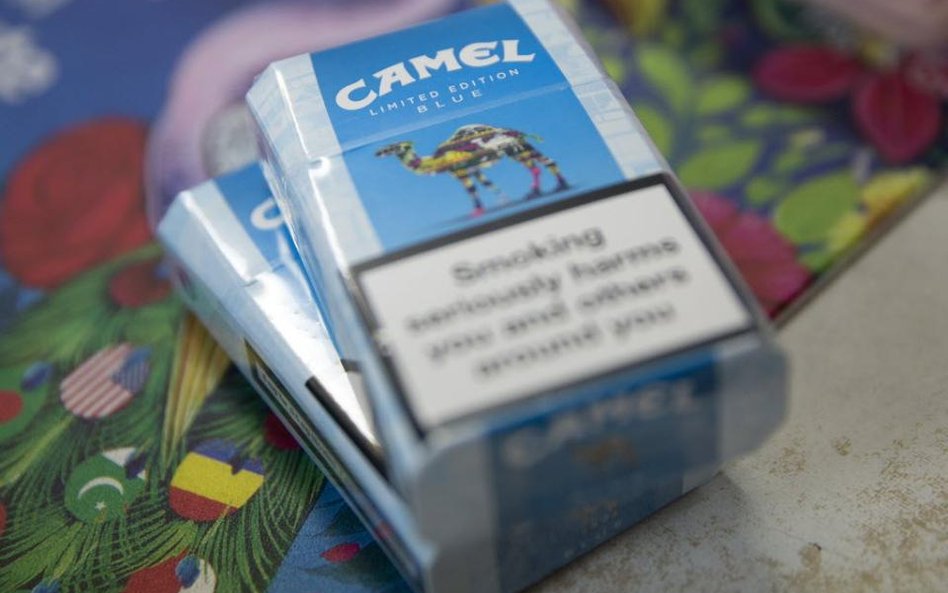 CAMEL
LIMITED EDITION
BLUE
Smoking
seriously harms
you and others
around you
CAMEL
C